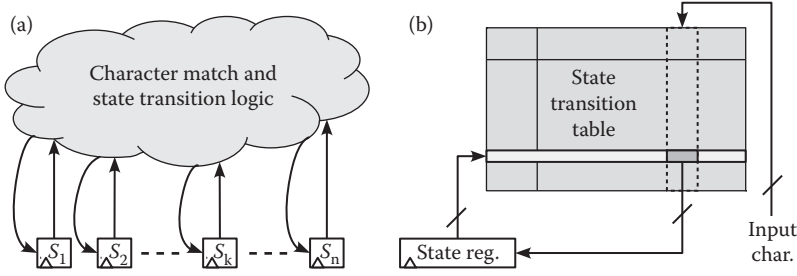 (a)
Character match and
state transition logic
S1
S2
Sk
Sn
(b)
State
transition
table
State reg.
Input
char.